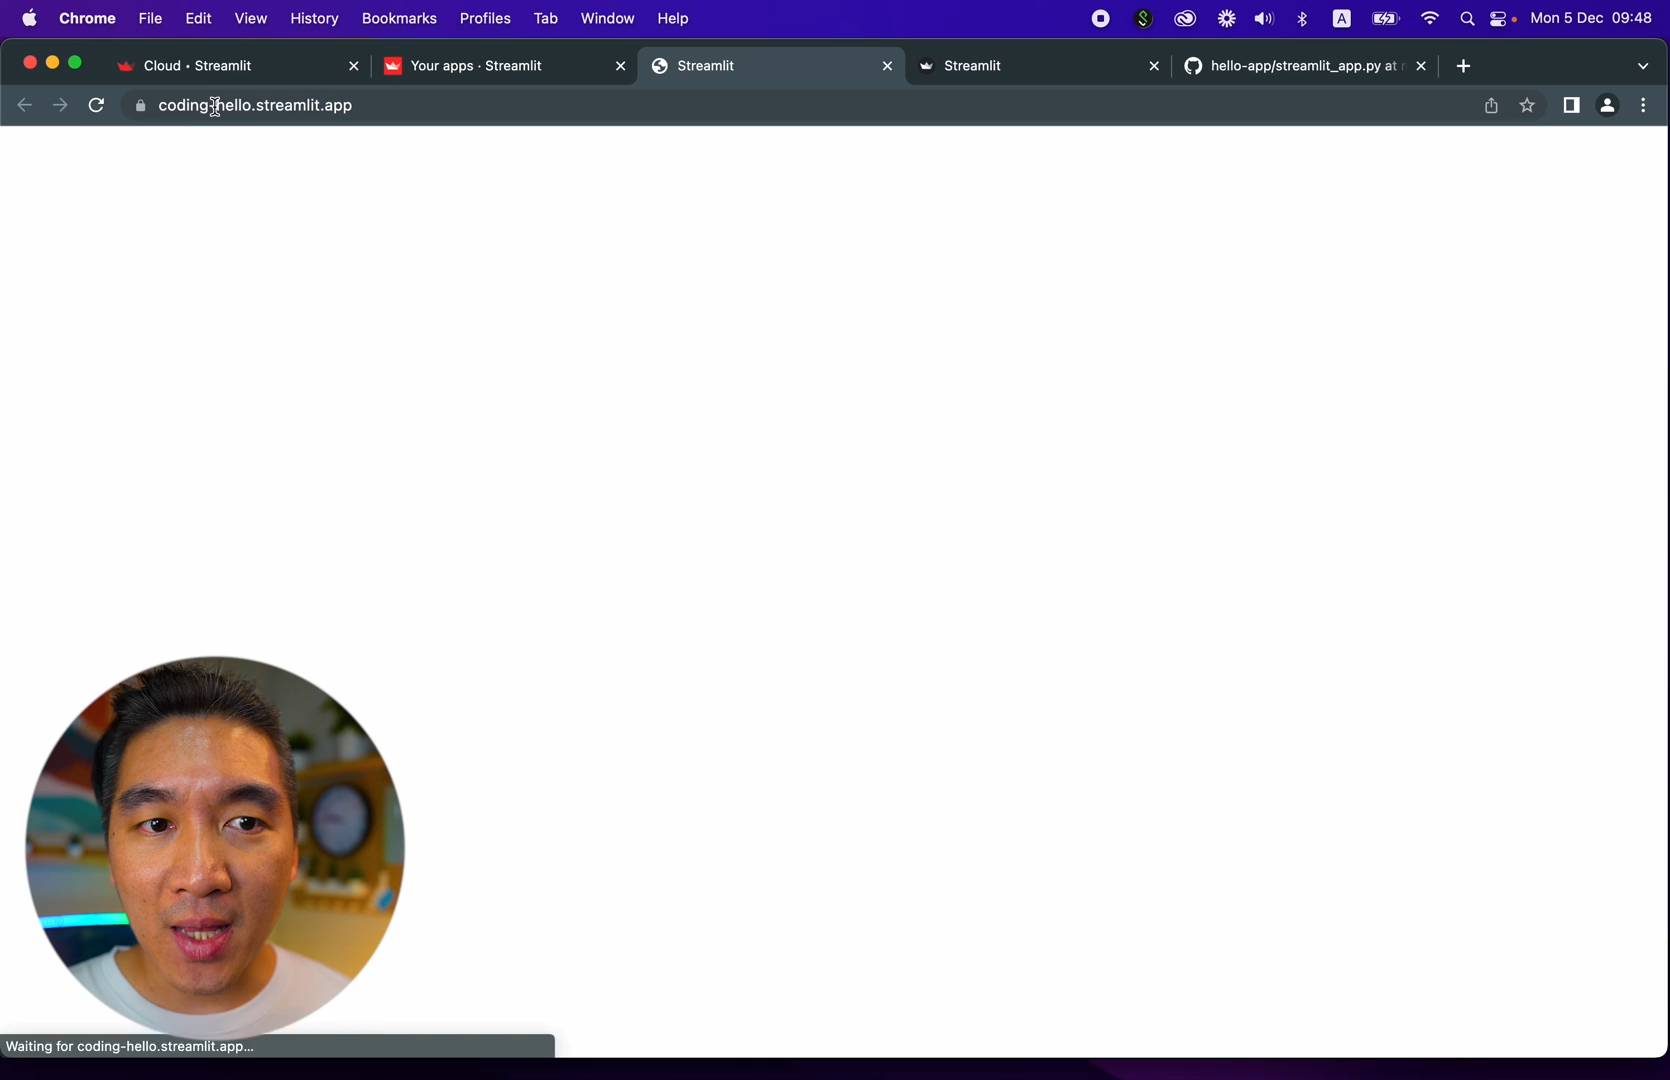 Chrome File Edit View History Bookmarks Profiles Tab Window Help A Mon 5 Dec 09:48
Cloud • Streamlit Your apps · Streamlit Streamlit Streamlit hello-app/streamlit_app.py at
coding-hello.streamlit.app
Waiting for coding-hello.streamlit.app...